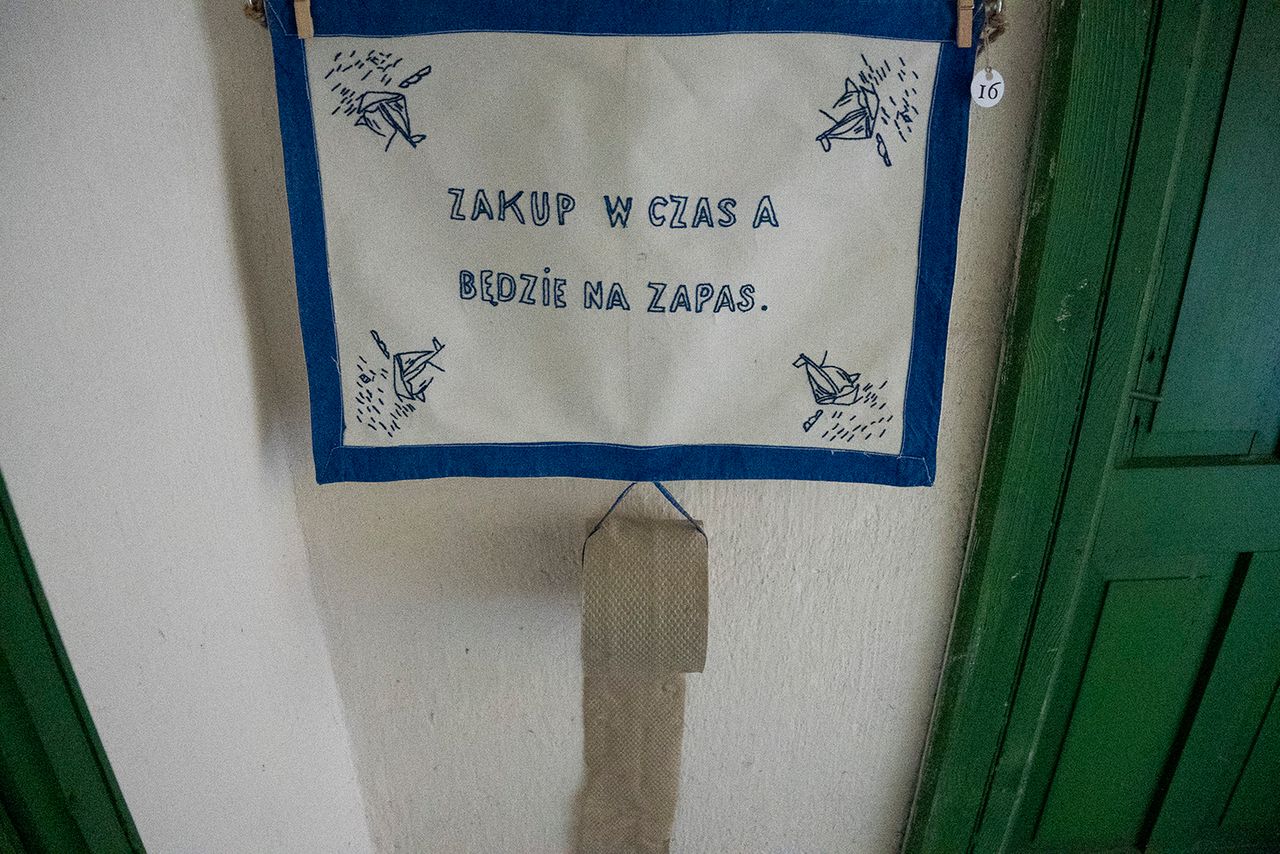 16
ZAKUP W CZAS A
BĘDZIE NA ZAPAS.